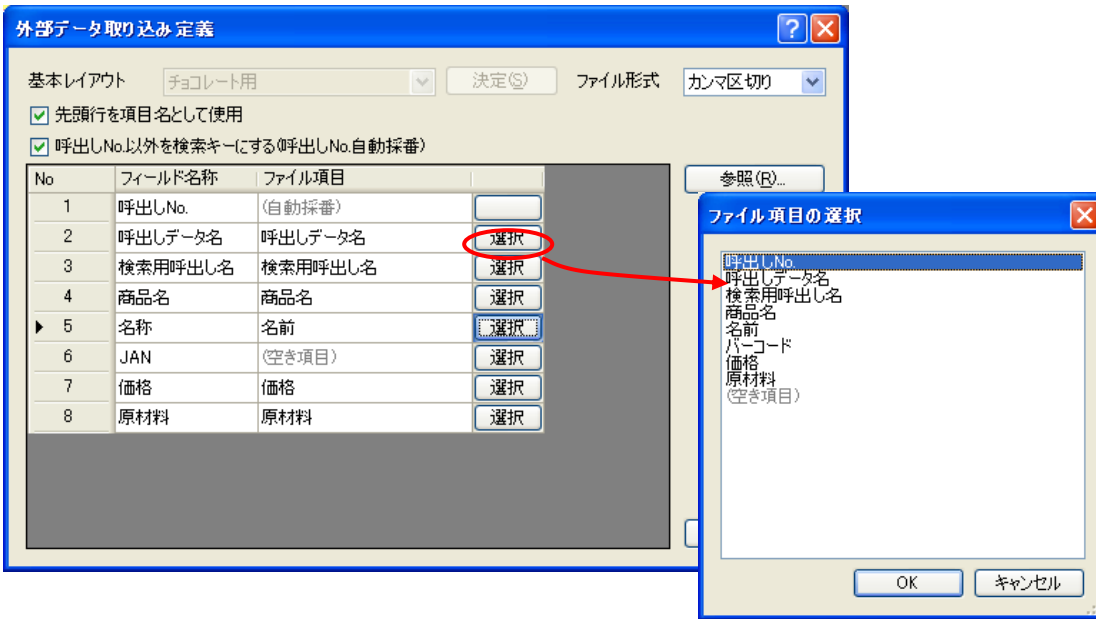 外部データ取り込み定義
基本レイアウト チョコレート用 決定(S) ファイル形式 カンマ区切り
先頭行を項目名として使用
呼出しNo.以外を検索キーにする(呼出しNo.自動採番)
No フィールド名称 ファイル項目
参照(R)...
1 呼出しNo. (自動採番)
2 呼出しデータ名 呼出しデータ名 選択
3 検索用呼出し名 検索用呼出し名 選択
4 商品名 商品名 選択
5 名称 名前 選択
6 JAN (空き項目) 選択
7 価格 価格 選択
8 原材料 原材料 選択
ファイル項目の選択
呼出しNo.
呼出しデータ名
検索用呼出し名
商品名
名前
バーコード
価格
原材料
(空き項目)
OK キャンセル